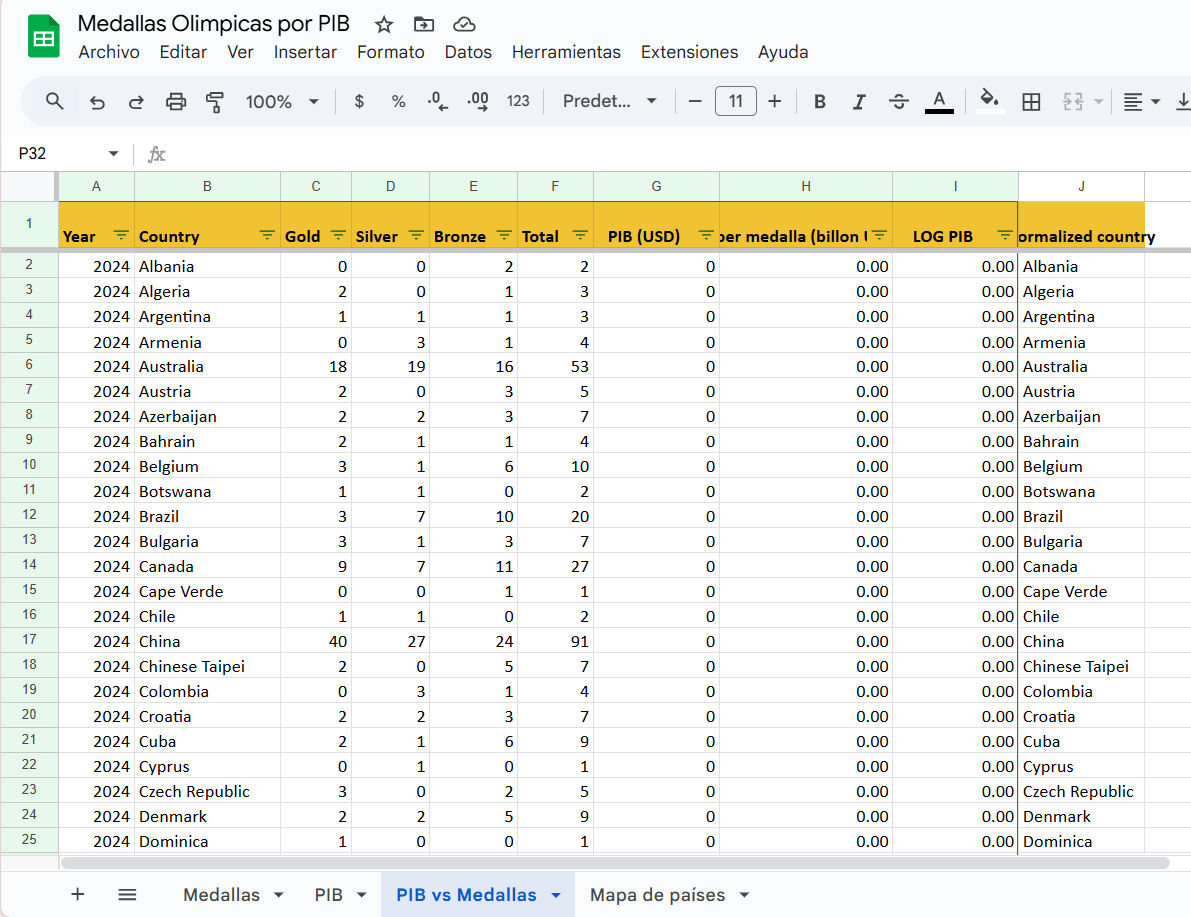 Medallas Olimpicas por PIB
Archivo Editar Ver Insertar Formato Datos Herramientas Extensiones Ayuda
100% $ % .0 .00 123 Predet... − 11 + B I S A
P32 fx
A B C D E F G H I J
1 Year Country Gold Silver Bronze Total PIB (USD) per medalla (billon LOG PIB ormalized country
2 2024 Albania 0 0 2 2 0 0.00 0.00 Albania
3 2024 Algeria 2 0 1 3 0 0.00 0.00 Algeria
4 2024 Argentina 1 1 1 3 0 0.00 0.00 Argentina
5 2024 Armenia 0 3 1 4 0 0.00 0.00 Armenia
6 2024 Australia 18 19 16 53 0 0.00 0.00 Australia
7 2024 Austria 2 0 3 5 0 0.00 0.00 Austria
8 2024 Azerbaijan 2 2 3 7 0 0.00 0.00 Azerbaijan
9 2024 Bahrain 2 1 1 4 0 0.00 0.00 Bahrain
10 2024 Belgium 3 1 6 10 0 0.00 0.00 Belgium
11 2024 Botswana 1 1 0 2 0 0.00 0.00 Botswana
12 2024 Brazil 3 7 10 20 0 0.00 0.00 Brazil
13 2024 Bulgaria 3 1 3 7 0 0.00 0.00 Bulgaria
14 2024 Canada 9 7 11 27 0 0.00 0.00 Canada
15 2024 Cape Verde 0 0 1 1 0 0.00 0.00 Cape Verde
16 2024 Chile 1 1 0 2 0 0.00 0.00 Chile
17 2024 China 40 27 24 91 0 0.00 0.00 China
18 2024 Chinese Taipei 2 0 5 7 0 0.00 0.00 Chinese Taipei
19 2024 Colombia 0 3 1 4 0 0.00 0.00 Colombia
20 2024 Croatia 2 2 3 7 0 0.00 0.00 Croatia
21 2024 Cuba 2 1 6 9 0 0.00 0.00 Cuba
22 2024 Cyprus 0 1 0 1 0 0.00 0.00 Cyprus
23 2024 Czech Republic 3 0 2 5 0 0.00 0.00 Czech Republic
24 2024 Denmark 2 2 5 9 0 0.00 0.00 Denmark
25 2024 Dominica 1 0 0 1 0 0.00 0.00 Dominica
+ Medallas PIB PIB vs Medallas Mapa de países